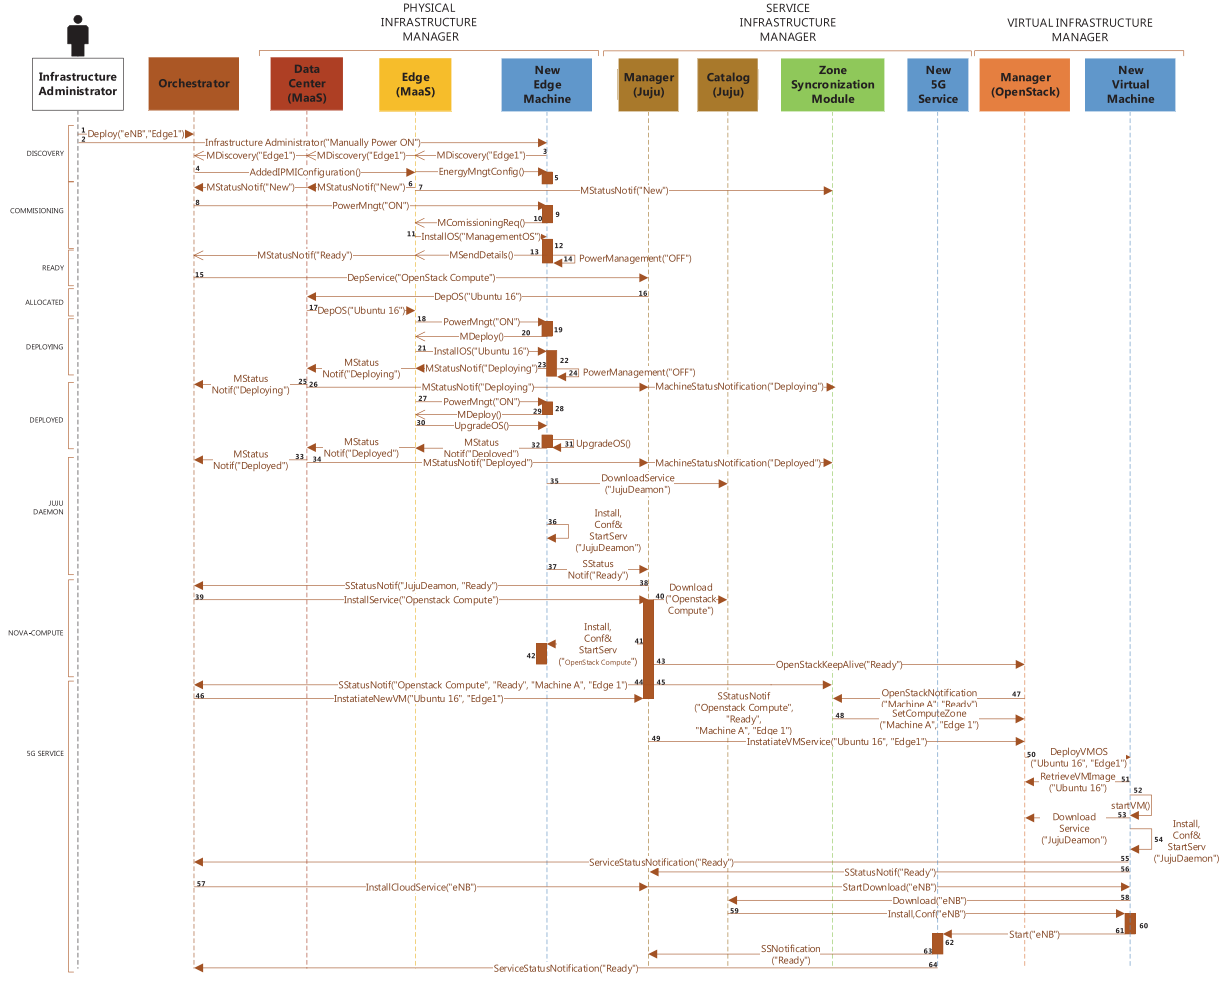 PHYSICAL
INFRASTRUCTURE
MANAGER
SERVICE
INFRASTRUCTURE
MANAGER
VIRTUAL INFRASTRUCTURE
MANAGER
Infrastructure
Administrator
Orchestrator
Data
Center
(MaaS)
Edge
(MaaS)
New
Edge
Machine
Manager
(Juju)
Catalog
(Juju)
Zone
Syncronization
Module
New
5G
Service
Manager
(OpenStack)
New
Virtual
Machine
DISCOVERY
1 Deploy("eNB","Edge1")
2 Infrastructure Administrator("Manually Power ON")
MDiscovery("Edge1") MDiscovery("Edge1") MDiscovery("Edge1") 3
4 AddedIPMIConfiguration() EnergyMngtConfig() 5
COMMISIONING
MStatusNotif("New") MStatusNotif("New") 6 7 MStatusNotif("New")
8 PowerMngt("ON") 9
MComissioningReq() 10
11 InstallOS("ManagementOS")
12
READY
MStatusNotif("Ready") MSendDetails() 13
14 PowerManagement("OFF")
15 DepService("OpenStack Compute")
ALLOCATED
DepOS("Ubuntu 16") 16
17 DepOS("Ubuntu 16")
DEPLOYING
18 PowerMngt("ON") 19
MDeploy() 20
21 InstallOS("Ubuntu 16") 22
MStatus
Notif("Deploying")
MStatusNotif("Deploying") 23
24 PowerManagement("OFF")
MStatus
Notif("Deploying")
25 26 MStatusNotif("Deploying") MachineStatusNotification("Deploying")
DEPLOYED
27 PowerMngt("ON") 28
MDeploy() 29
30 UpgradeOS()
MStatus
Notif("Deployed")
MStatus
Notif("Deployed")
32 31 UpgradeOS()
MStatus
Notif("Deployed")
33 34 MStatusNotif("Deployed") MachineStatusNotification("Deployed")
JUJU
DAEMON
35 DownloadService
("JujuDeamon")
36 Install,
Conf&
StartServ
("JujuDeamon")
37 SStatus
Notif("Ready")
NOVA-COMPUTE
SStatusNotif("JujuDeamon, "Ready") 38
39 InstallService("Openstack Compute")
40 Download
("Openstack
Compute")
Install,
Conf&
StartServ
("OpenStack Compute")
41
42
43 OpenStackKeepAlive("Ready")
5G SERVICE
SStatusNotif("Openstack Compute", "Ready", "Machine A", "Edge 1") 44 45
SStatusNotif
("Openstack Compute",
"Ready",
"Machine A", "Edge 1")
46 InstatiateNewVM("Ubuntu 16", "Edge1")
OpenStackNotification
("Machine A", "Ready")
47
48 SetComputeZone
("Machine A", "Edge 1")
49 InstatiateVMService("Ubuntu 16", "Edge1")
50 DeployVMOS
("Ubuntu 16", "Edge1")
RetrieveVMImage
("Ubuntu 16")
51
52
startVM()
Download
Service
("JujuDeamon")
53
54 Install,
Conf&
StartServ
("JujuDaemon")
ServiceStatusNotification("Ready") 55
SStatusNotif("Ready") 56
57 InstallCloudService("eNB") StartDownload("eNB")
Download("eNB") 58
59 Install,Conf("eNB") 60
Start("eNB") 61
62
SSNotification
("Ready")
63
ServiceStatusNotification("Ready") 64